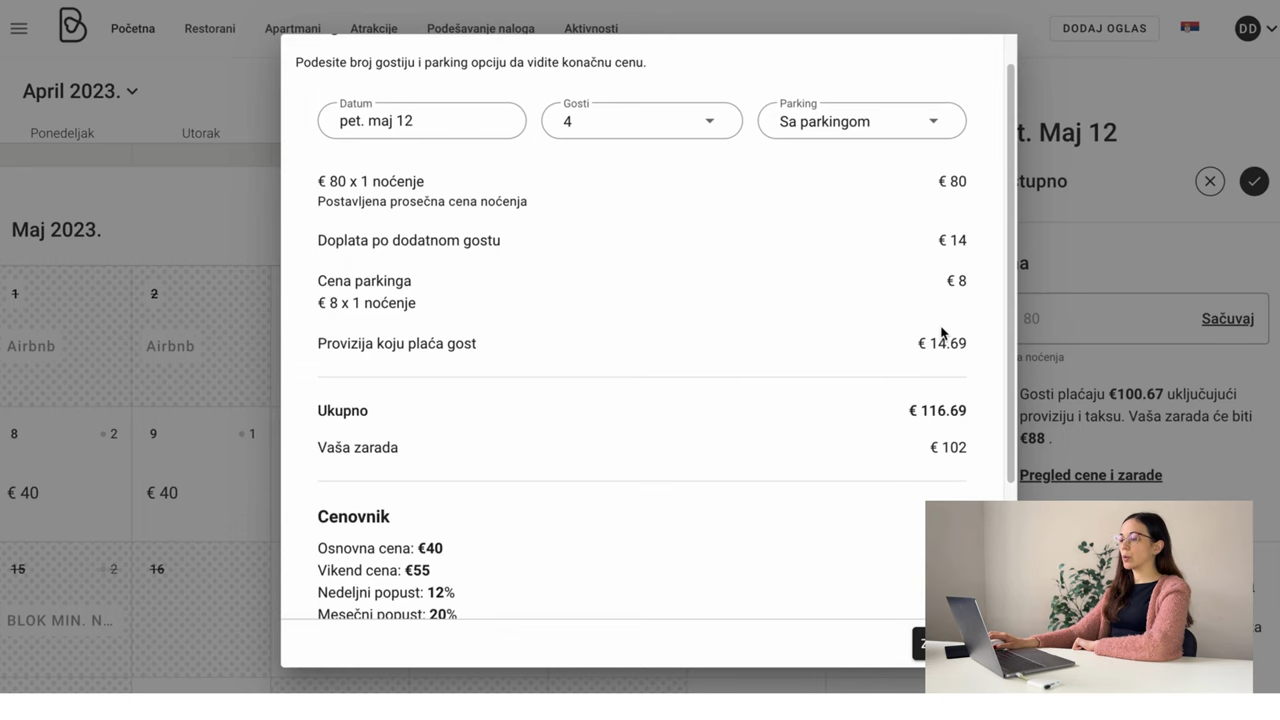 Početna
Restorani
Apartmani
Atrakcije
Podešavanje naloga
Aktivnosti
DODAJ OGLAS
DD
April 2023.
Ponedeljak
Utorak
Maj 2023.
1
2
Airbnb
Airbnb
8
2
9
1
€ 40
€ 40
15
2
16
BLOK MIN. N...
Podesite broj gostiju i parking opciju da vidite konačnu cenu.
Datum
pet. maj 12
Gosti
4
Parking
Sa parkingom
€ 80 x 1 noćenje
€ 80
Postavljena prosečna cena noćenja
Doplata po dodatnom gostu
€ 14
Cena parkinga
€ 8
€ 8 x 1 noćenje
Provizija koju plaća gost
€ 14.69
Ukupno
€ 116.69
Vaša zarada
€ 102
Cenovnik
Osnovna cena: €40
Vikend cena: €55
Nedeljni popust: 12%
Mesečni popust: 20%
t. Maj 12
tupno
a
80
Sačuvaj
a noćenja
Gosti plaćaju €100.67 uključujući
proviziju i taksu. Vaša zarada će biti
€88 .
Pregled cene i zarade